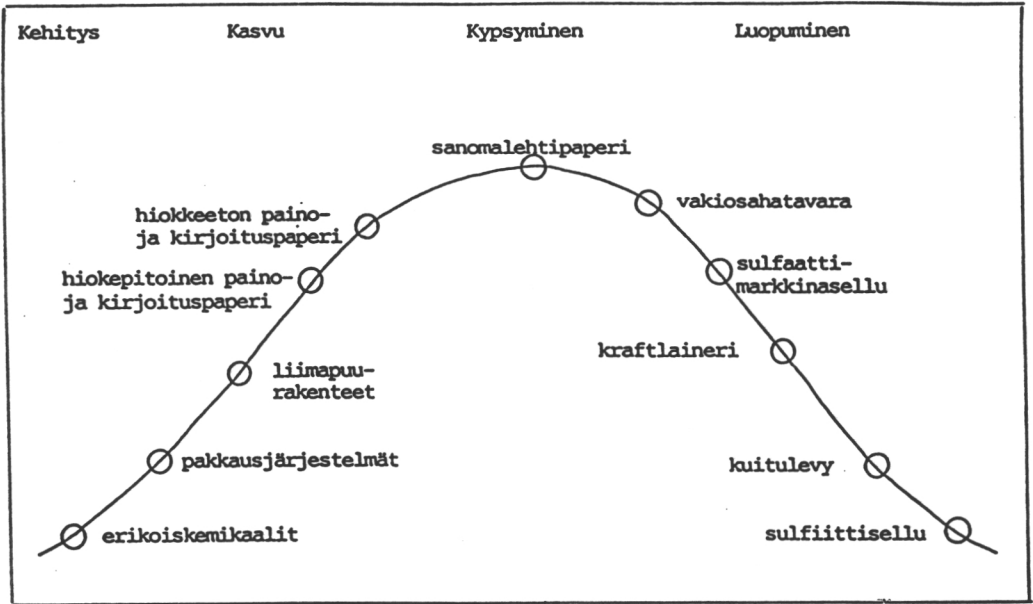 Kehitys Kasvu Kypsyminen Luopuminen
sanomalehtipaperi
vakiosahatavara
hiokkeeton paino-
ja kirjoituspaperi
hiokepitoinen paino-
ja kirjoituspaperi
sulfaatti-
markkinasellu
kraftlaineri
liimapuu-
rakenteet
pakkausjärjestelmät
kuitulevy
erikoiskemikaalit
sulfiittisellu